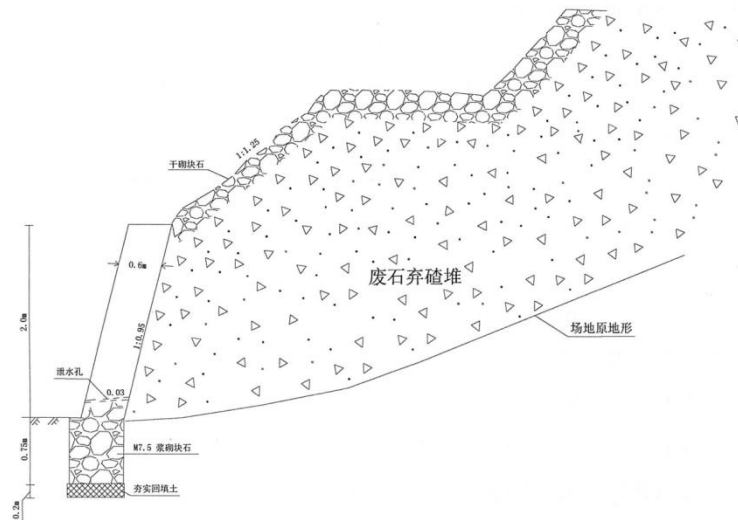 1:1.25
干砌块石
0.6m
废石弃碴堆
2.0m
1:0.95
场地原地形
泄水孔
0.03
0.75m
M7.5 浆砌块石
夯实回填土
0.2m